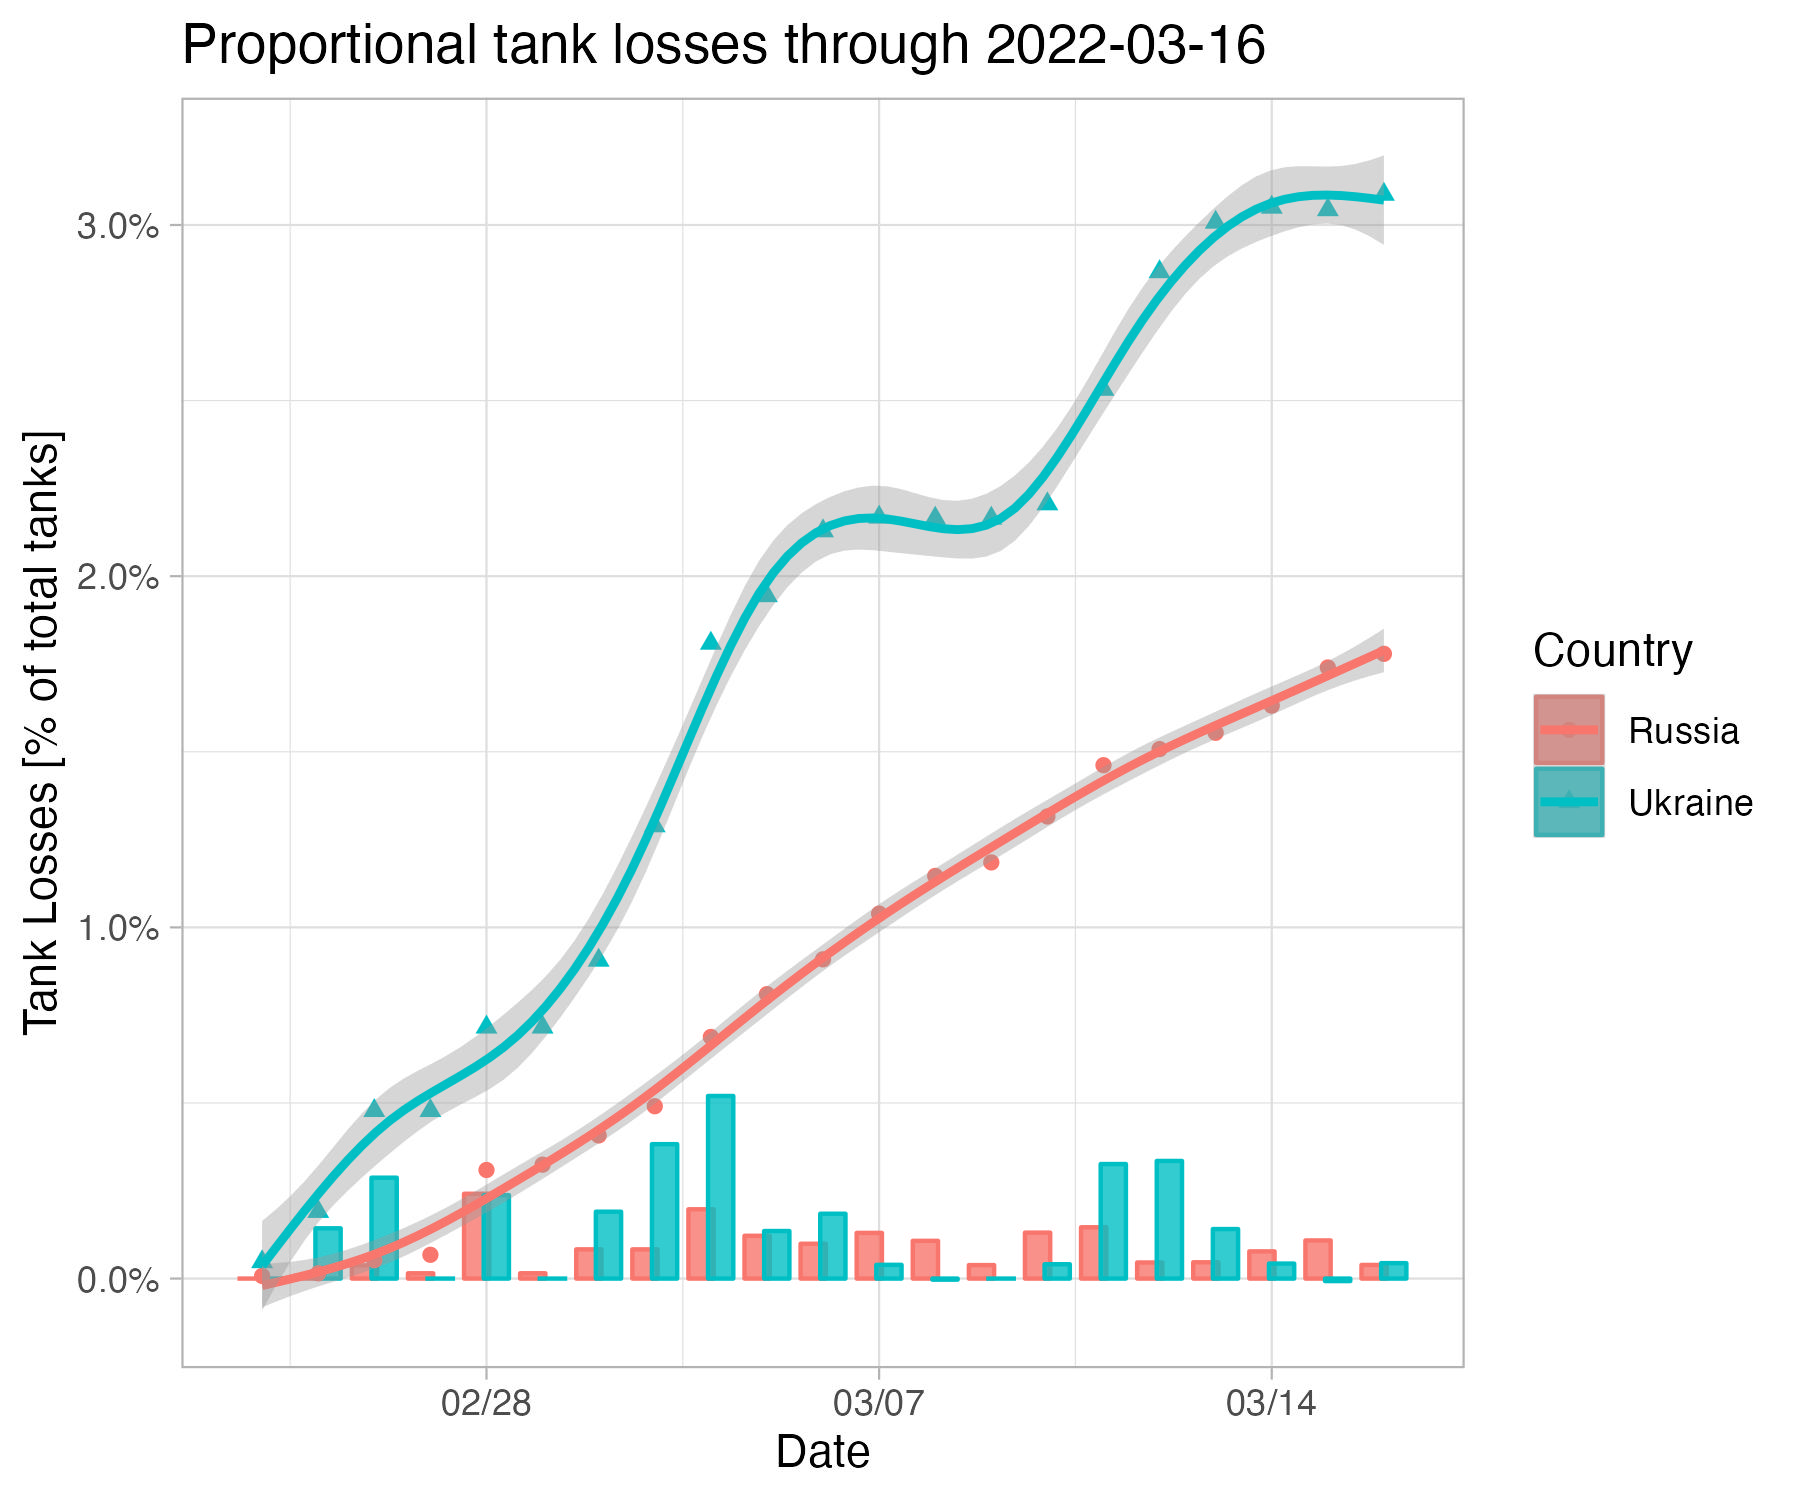 Proportional tank losses through 2022-03-16
Tank Losses [% of total tanks]
3.0%
2.0%
1.0%
0.0%
02/28
03/07
03/14
Date
Country
Russia
Ukraine